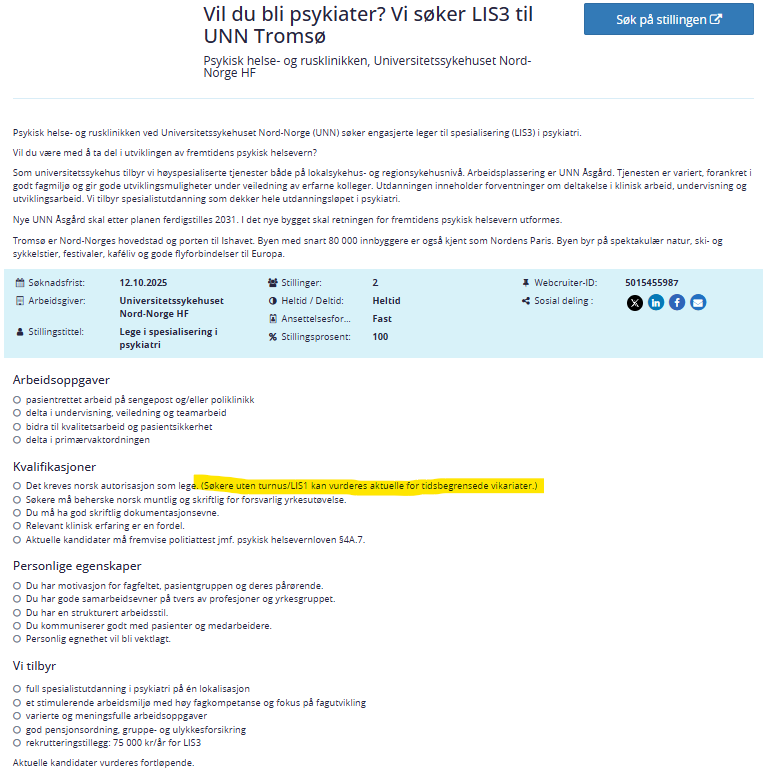 Vil du bli psykiater? Vi søker LIS3 til
UNN Tromsø
Søk på stillingen
Psykisk helse- og rusklinikken, Universitetssykehuset Nord-
Norge HF
Psykisk helse- og rusklinikken ved Universitetssykehuset Nord-Norge (UNN) søker engasjerte leger til spesialisering (LIS3) i psykiatri.
Vil du være med å ta del i utviklingen av fremtidens psykisk helsevern?
Som universitetssykehus tilbyr vi høyspesialiserte tjenester både på lokalsykehus- og regionsykehusnivå. Arbeidsplassering er UNN Åsgård. Tjenesten er variert, forankret i
godt fagmiljø og gir gode utviklingsmuligheter under veiledning av erfarne kolleger. Utdanningen inneholder forventninger om deltakelse i klinisk arbeid, undervisning og
utviklingsarbeid. Vi tilbyr spesialistutdanning som dekker hele utdanningsløpet i psykiatri.
Nye UNN Åsgård skal etter planen ferdigstilles 2031. I det nye bygget skal retningen for fremtidens psykisk helsevern utformes.
Tromsø er Nord-Norges hovedstad og porten til Ishavet. Byen med snart 80 000 innbyggere er også kjent som Nordens Paris. Byen byr på spektakulær natur, ski- og
sykkelstier, festivaler, kaféliv og gode flyforbindelser til Europa.
Søknadsfrist: 12.10.2025
Arbeidsgiver: Universitetssykehuset
Nord-Norge HF
Stillingstittel: Lege i spesialisering i
psykiatri
Stillinger: 2
Heltid / Deltid: Heltid
Ansettelsesfor... Fast
Stillingsprosent: 100
Webcruiter-ID: 5015455987
Sosial deling :
Arbeidsoppgaver
pasientrettet arbeid på sengepost og/eller poliklinikk
delta i undervisning, veiledning og teamarbeid
bidra til kvalitetsarbeid og pasientsikkerhet
delta i primærvaktordningen
Kvalifikasjoner
Det kreves norsk autorisasjon som lege. (Søkere uten turnus/LIS1 kan vurderes aktuelle for tidsbegrensede vikariater.)
Søkere må beherske norsk muntlig og skriftlig for forsvarlig yrkesutøvelse.
Du må ha god skriftlig dokumentasjonsevne.
Relevant klinisk erfaring er en fordel.
Aktuelle kandidater må fremvise politiattest jmf. psykisk helsevernloven §4A.7.
Personlige egenskaper
Du har motivasjon for fagfeltet, pasientgruppen og deres pårørende.
Du har gode samarbeidsevner på tvers av profesjoner og yrkesgruppet.
Du har en strukturert arbeidsstil.
Du kommuniserer godt med pasienter og medarbeidere.
Personlig egnethet vil bli vektlagt.
Vi tilbyr
full spesialistutdanning i psykiatri på én lokalisasjon
et stimulerende arbeidsmiljø med høy fagkompetanse og fokus på fagutvikling
varierte og meningsfulle arbeidsoppgaver
god pensjonsordning, gruppe- og ulykkesforsikring
rekrutteringstillegg: 75 000 kr/år for LIS3
Aktuelle kandidater vurderes fortløpende.